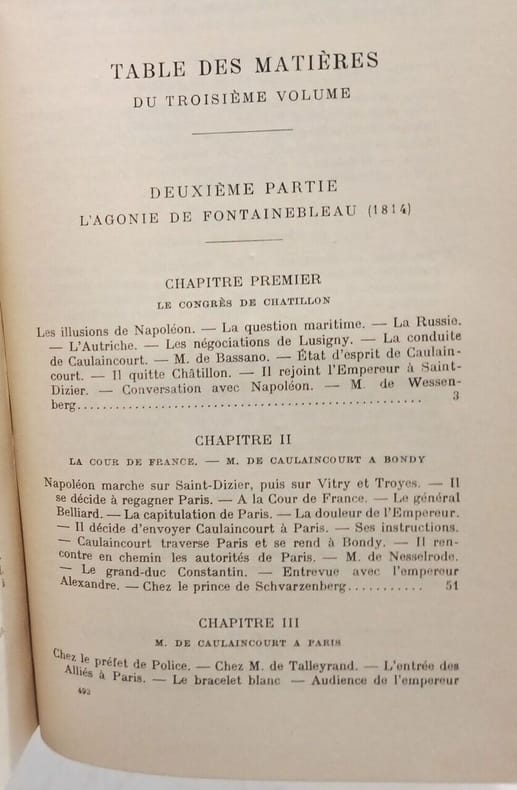 TABLE DES MATIÈRES
DU TROISIÈME VOLUME
DEUXIÈME PARTIE
L'AGONIE DE FONTAINEBLEAU (1814)
CHAPITRE PREMIER
LE CONGRÈS DE CHATILLON
Les illusions de Napoléon. — La question maritime. — La Russie.
— L'Autriche. — Les négociations de Lusigny. — La conduite
de Caulaincourt. — M. de Bassano. — État d'esprit de Caulain-
court. — Il quitte Châtillon. — Il rejoint l'Empereur à Saint-
Dizier. — Conversation avec Napoléon. — M. de Wessen-
berg................................................ 3
CHAPITRE II
LA COUR DE FRANCE. — M. DE CAULAINCOURT A BONDY
Napoléon marche sur Saint-Dizier, puis sur Vitry et Troyes. — Il
se décide à regagner Paris. — A la Cour de France. — Le général
Belliard. — La capitulation de Paris. — La douleur de l'Empereur.
— Il décide d'envoyer Caulaincourt à Paris. — Ses instructions.
— Caulaincourt traverse Paris et se rend à Bondy. — Il ren-
contre en chemin les autorités de Paris. — M. de Nesselrode.
— Le grand-duc Constantin. — Entrevue avec l'empereur
Alexandre. — Chez le prince de Schvarzenberg........... 51
CHAPITRE III
M. DE CAULAINCOURT A PARIS
Chez le préfet de Police. — Chez M. de Talleyrand. — L'entrée des
Alliés à Paris. — Le bracelet blanc — Audience de l'empereur
493